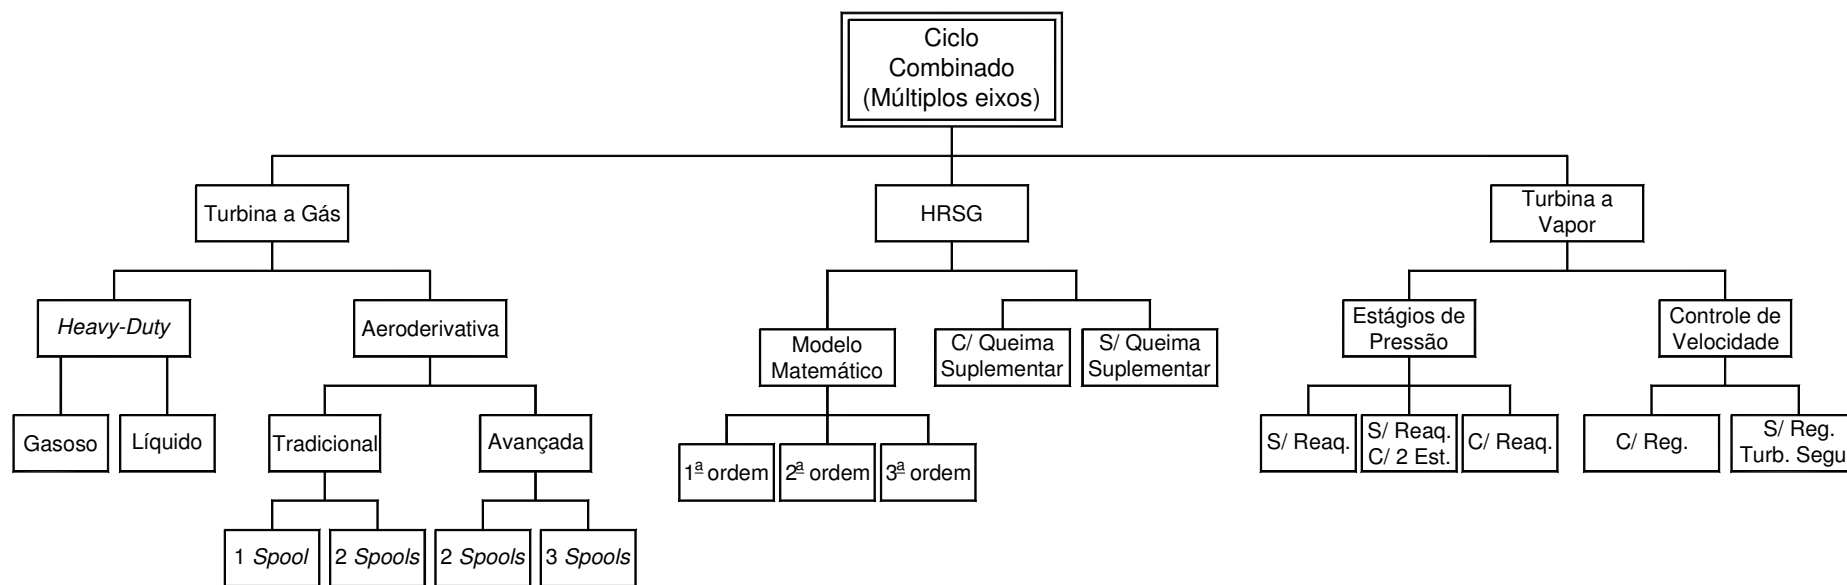 Ciclo
Combinado
(Múltiplos eixos)
Turbina a Gás
HRSG
Turbina a
Vapor
Heavy-Duty
Aeroderivativa
Modelo
Matemático
C/ Queima
Suplementar
S/ Queima
Suplementar
Estágios de
Pressão
Controle de
Velocidade
Gasoso
Líquido
Tradicional
Avançada
1ª ordem
2ª ordem
3ª ordem
S/ Reaq.
S/ Reaq.
C/ 2 Est.
C/ Reaq.
C/ Reg.
S/ Reg.
Turb. Segu
1 Spool
2 Spools
2 Spools
3 Spools